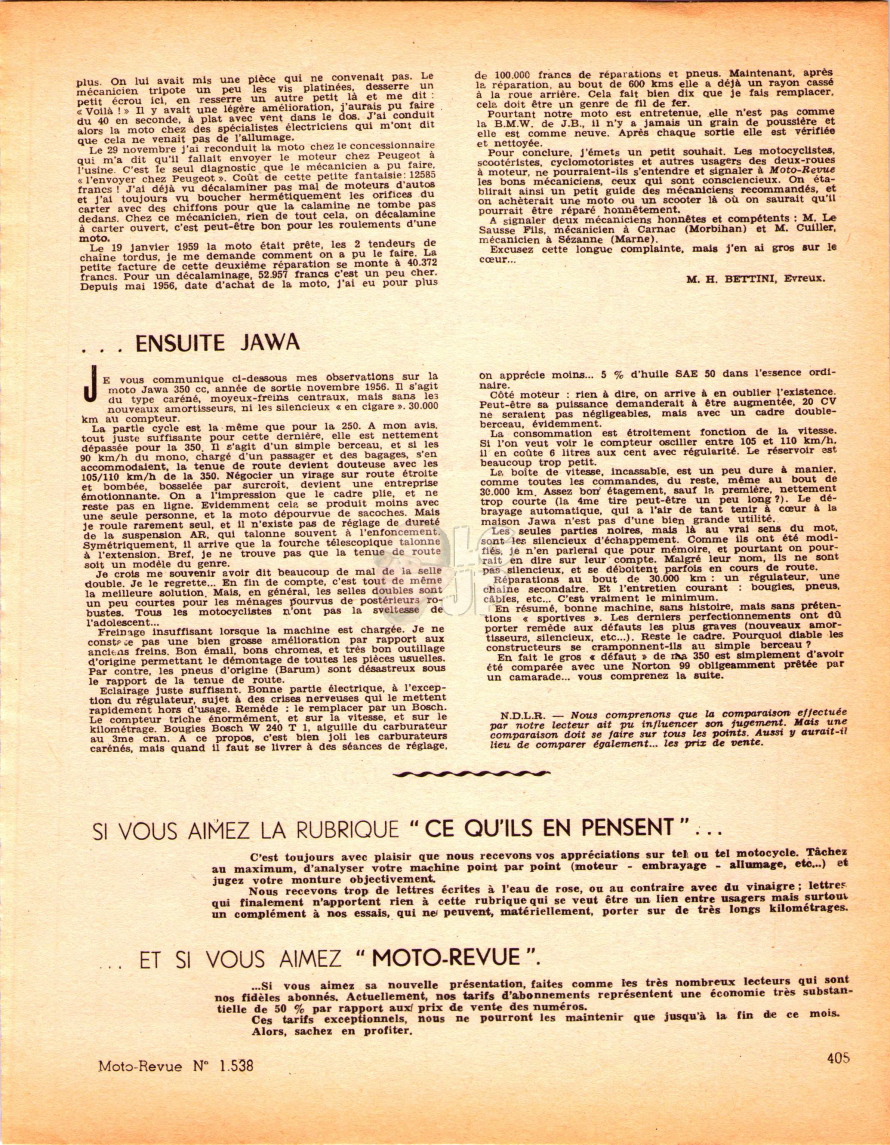 plus. On lui avait mis une pièce qui ne convenait pas. Le
mécanicien tripote un peu les vis platinées, desserre un
petit écrou ici, en resserre un autre petit là et me dit :
« Voilà ! » Il y avait une légère amélioration, j'aurais pu faire
du 40 en seconde, à plat avec vent dans le dos. J'ai conduit
alors la moto chez des spécialistes électriciens qui m'ont dit
que cela ne venait pas de l'allumage.
Le 29 novembre j'ai reconduit la moto chez le concessionnaire
qui m'a dit qu'il fallait envoyer le moteur chez Peugeot à
l'usine. C'est le seul diagnostic que le mécanicien a pu faire,
« l'envoyer chez Peugeot ». Coût de cette petite fantaisie: 12585
francs ! J'ai déjà vu décalaminer pas mal de moteurs d'autos
et j'ai toujours vu boucher hermétiquement les orifices du
carter avec des chiffons pour que la calamine ne tombe pas
dedans. Chez ce mécanicien, rien de tout cela, on décalamine
à carter ouvert, c'est peut-être bon pour les roulements d'une
moto.
Le 19 janvier 1959 la moto était prête, les 2 tendeurs de
chaîne tordus, je me demande comment on a pu le faire. La
petite facture de cette deuxième réparation se monte à 40.372
francs. Pour un décalaminage, 52.957 francs c'est un peu cher.
Depuis mai 1956, date d'achat de la moto, j'ai eu pour plus
de 100.000 francs de réparations et pneus. Maintenant, après
la réparation, au bout de 600 kms elle a déjà un rayon cassé
à la roue arrière. Cela fait bien dix que je fais remplacer,
cela doit être un genre de fil de fer.
Pourtant notre moto est entretenue, elle n'est pas comme
la B.M.W. de J.B., il n'y a jamais un grain de poussière et
elle est comme neuve. Après chaque sortie elle est vérifiée
et nettoyée.
Pour conclure, j'émets un petit souhait. Les motocyclistes,
scootéristes, cyclomotoristes et autres usagers des deux-roues
à moteur, ne pourraient-ils s'entendre et signaler à Moto-Revue
les bons mécaniciens, ceux qui sont consciencieux. On éta-
blirait ainsi un petit guide des mécaniciens recommandés, et
on achèterait une moto ou un scooter là où on saurait qu'il
pourrait être réparé honnêtement.
A signaler deux mécaniciens honnêtes et compétents : M. Le
Sausse Fils, mécanicien à Carnac (Morbihan) et M. Cuiller,
mécanicien à Sézanne (Marne).
Excusez cette longue complainte, mais j'en ai gros sur le
cœur...
M. H. BETTINI, Evreux.
. . . ENSUITE JAWA
JE vous communique ci-dessous mes observations sur la
moto Jawa 350 cc, année de sortie novembre 1956. Il s'agit
du type caréné, moyeux-freins centraux, mais sans les
nouveaux amortisseurs, ni les silencieux « en cigare ». 30.000
km au compteur.
La partie cycle est la même que pour la 250. A mon avis,
tout juste suffisante pour cette dernière, elle est nettement
dépassée pour la 350. Il s'agit d'un simple berceau, et si les
90 km/h du mono, chargé d'un passager et des bagages, s'en
accommodaient, la tenue de route devient douteuse avec les
105/110 km/h de la 350. Négocier un virage sur route étroite
et bombée, bosselée par surcroît, devient une entreprise
émotionnante. On a l'impression que le cadre plie, et ne
reste pas en ligne. Evidemment cela se produit moins avec
une seule personne, et la moto dépourvue de sacoches. Mais
je roule rarement seul, et il n'existe pas de réglage de dureté
de la suspension AR, qui talonne souvent à l'enfoncement.
Symétriquement, il arrive que la fourche télescopique talonne
à l'extension. Bref, je ne trouve pas que la tenue de route
soit un modèle du genre.
Je crois me souvenir avoir dit beaucoup de mal de la selle
double. Je le regrette... En fin de compte, c'est tout de même
la meilleure solution. Mais, en général, les selles doubles sont
un peu courtes pour les ménages pourvus de postérieurs ro-
bustes. Tous les motocyclistes n'ont pas la sveltesse de
l'adolescent...
Freinage insuffisant lorsque la machine est chargée. Je ne
constate pas une bien grosse amélioration par rapport aux
anciens freins. Bon émail, bons chromes, et très bon outillage
d'origine permettant le démontage de toutes les pièces usuelles.
Par contre, les pneus d'origine (Barum) sont désastreux sous
le rapport de la tenue de route.
Eclairage juste suffisant. Bonne partie électrique, à l'excep-
tion du régulateur, sujet à des crises nerveuses qui le mettent
rapidement hors d'usage. Remède : le remplacer par un Bosch.
Le compteur triche énormément, et sur la vitesse, et sur le
kilométrage. Bougies Bosch W 240 T 1, aiguille du carburateur
au 3me cran. A ce propos, c'est bien joli les carburateurs
carénés, mais quand il faut se livrer à des séances de réglage,
on apprécie moins... 5 % d'huile SAE 50 dans l'essence ordi-
naire.
Côté moteur : rien à dire, on arrive à en oublier l'existence.
Peut-être sa puissance demanderait à être augmentée, 20 CV
ne seraient pas négligeables, mais avec un cadre double-
berceau, évidemment.
La consommation est étroitement fonction de la vitesse.
Si l'on veut voir le compteur osciller entre 105 et 110 km/h,
il en coûte 6 litres aux cent avec régularité. Le réservoir est
beaucoup trop petit.
La boîte de vitesse, incassable, est un peu dure à manier,
comme toutes les commandes, du reste, même au bout de
30.000 km. Assez bon étagement, sauf la première, nettement
trop courte (la 4me tire peut-être un peu long ?). Le dé-
brayage automatique, qui a l'air de tant tenir à cœur à la
maison Jawa n'est pas d'une bien grande utilité.
Les seules parties noires, mais là au vrai sens du mot,
sont les silencieux d'échappement. Comme ils ont été modi-
fiés, je n'en parlerai que pour mémoire, et pourtant on pour-
rait en dire sur leur compte. Malgré leur nom, ils ne sont
pas silencieux, et se déboîtent parfois en cours de route.
Réparations au bout de 30.000 km : un régulateur, une
chaîne secondaire. Et l'entretien courant : bougies, pneus,
câbles, etc... C'est vraiment le minimum.
En résumé, bonne machine, sans histoire, mais sans préten-
tions « sportives ». Les derniers perfectionnements ont dû
porter remède aux défauts les plus graves (nouveaux amor-
tisseurs, silencieux, etc...). Reste le cadre. Pourquoi diable les
constructeurs se cramponnent-ils au simple berceau ?
En fait le gros « défaut » de ma 350 est simplement d'avoir
été comparée avec une Norton 99 obligeamment prêtée par
un camarade... vous comprenez la suite.
N.D.L.R. — Nous comprenons que la comparaison effectuée
par notre lecteur ait pu influencer son jugement. Mais une
comparaison doit se faire sur tous les points. Aussi y aurait-il
lieu de comparer également... les prix de vente.
SI VOUS AIMEZ LA RUBRIQUE " CE QU'ILS EN PENSENT " . . .
C'est toujours avec plaisir que nous recevons vos appréciations sur tel ou tel motocycle. Tâchez
au maximum, d'analyser votre machine point par point (moteur - embrayage - allumage, etc...) et
jugez votre monture objectivement.
Nous recevons trop de lettres écrites à l'eau de rose, ou au contraire avec du vinaigre ; lettres
qui finalement n'apportent rien à cette rubrique qui se veut être un lien entre usagers mais surtout
un complément à nos essais, qui ne peuvent, matériellement, porter sur de très longs kilométrages.
... ET SI VOUS AIMEZ " MOTO-REVUE ".
...Si vous aimez sa nouvelle présentation, faites comme les très nombreux lecteurs qui sont
nos fidèles abonnés. Actuellement, nos tarifs d'abonnements représentent une économie très substan-
tielle de 50 % par rapport aux prix de vente des numéros.
Ces tarifs exceptionnels, nous ne pourront les maintenir que jusqu'à la fin de ce mois.
Alors, sachez en profiter.
Moto-Revue N° 1.538
405